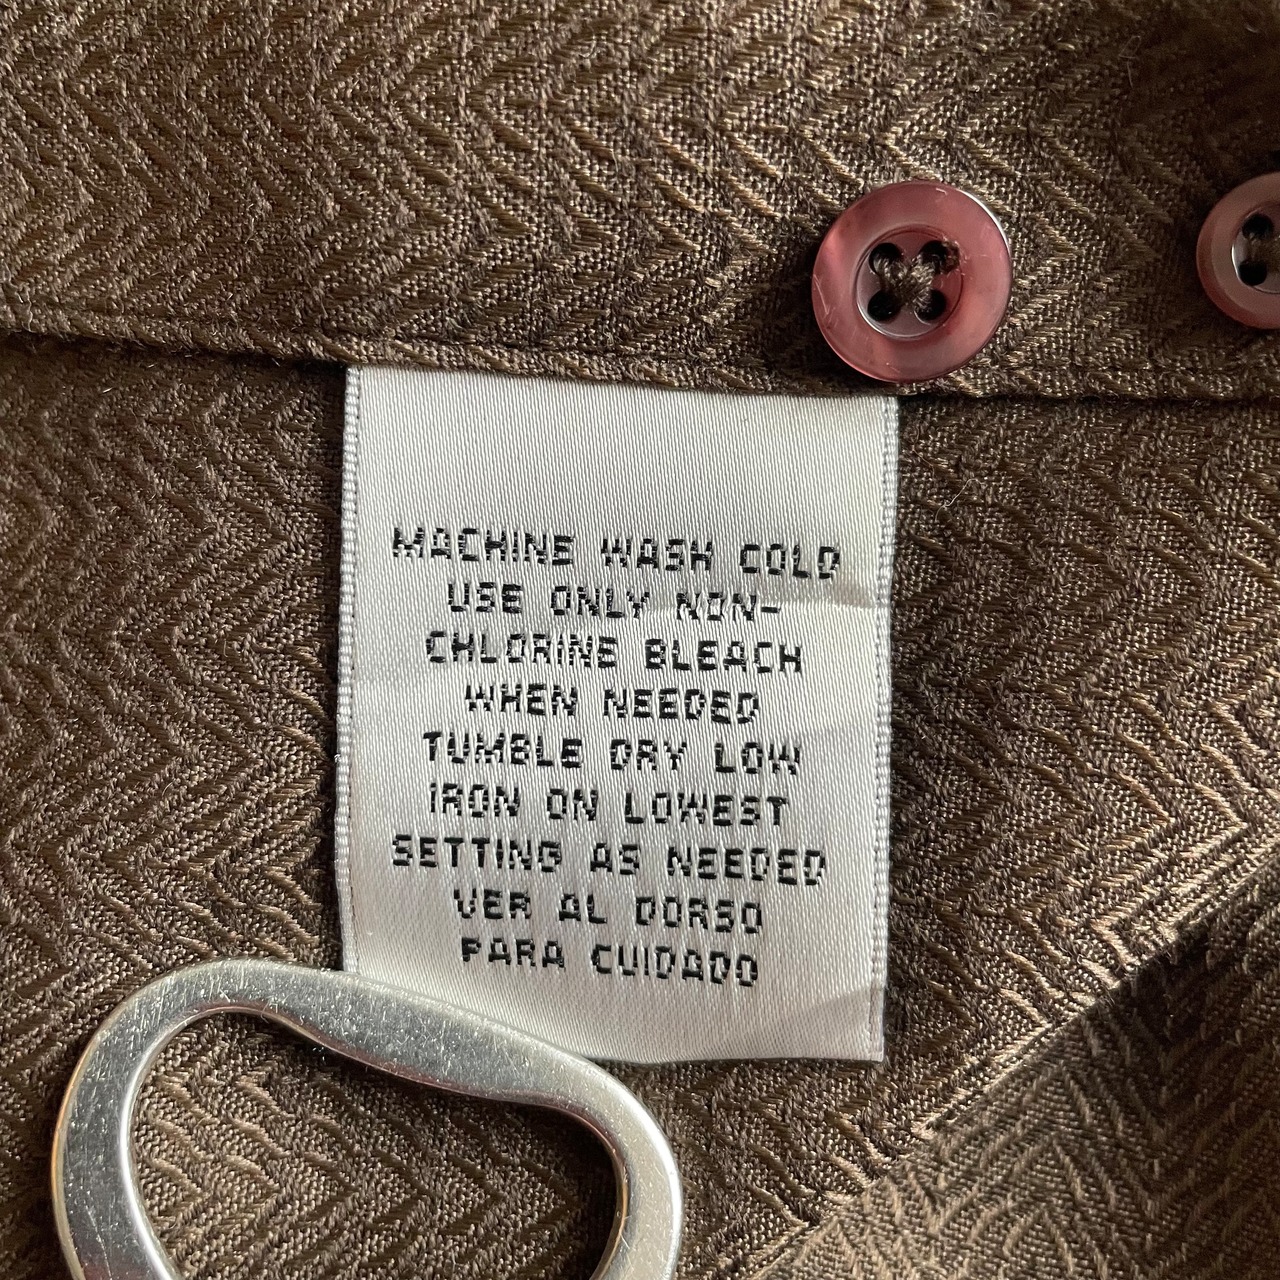 MACHINE WASH COLD
USE ONLY NON-
CHLORINE BLEACH
WHEN NEEDED
TUMBLE DRY LOW
IRON ON LOWEST
SETTING AS NEEDED
VER AL DORSO
PARA CUIDADO